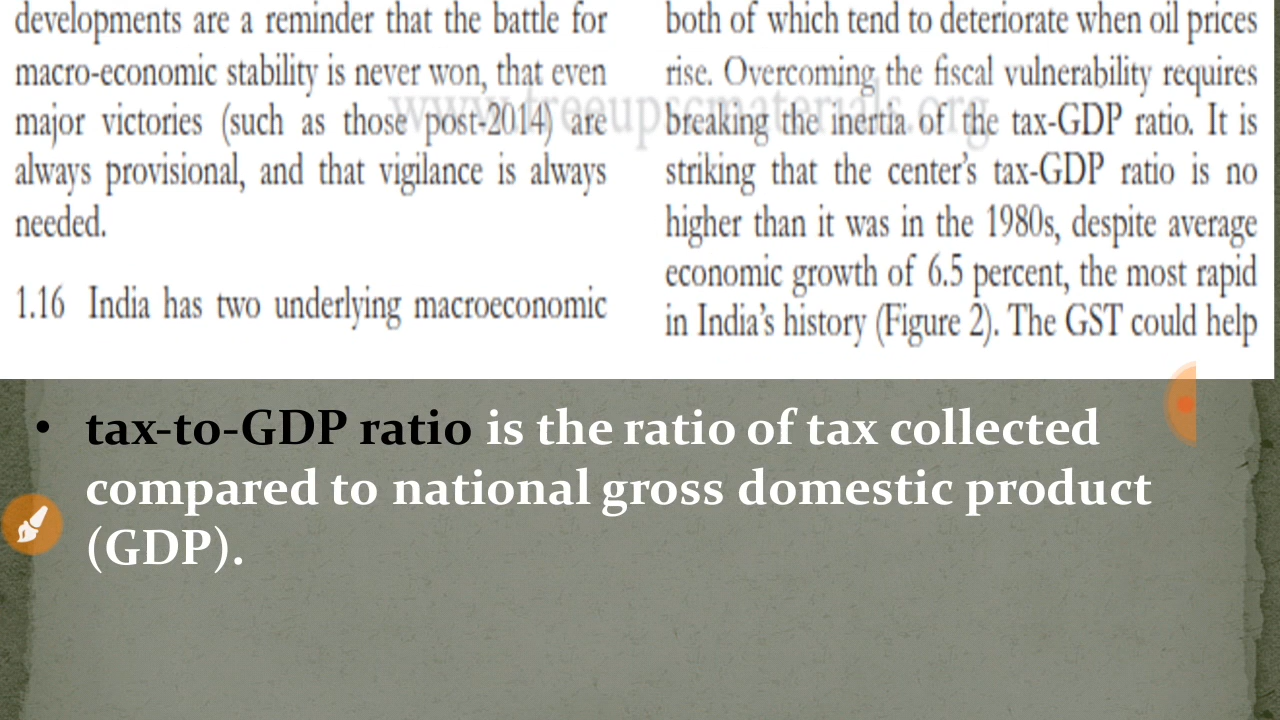 developments are a reminder that the battle for
macro-economic stability is never won, that even
major victories (such as those post-2014) are
always provisional, and that vigilance is always
needed.
1.16 India has two underlying macroeconomic
both of which tend to deteriorate when oil prices
rise. Overcoming the fiscal vulnerability requires
breaking the inertia of the tax-GDP ratio. It is
striking that the center's tax-GDP ratio is no
higher than it was in the 1980s, despite average
economic growth of 6.5 percent, the most rapid
in India's history (Figure 2). The GST could help
www.freeupscmaterials.org
• tax-to-GDP ratio is the ratio of tax collected
compared to national gross domestic product
(GDP).